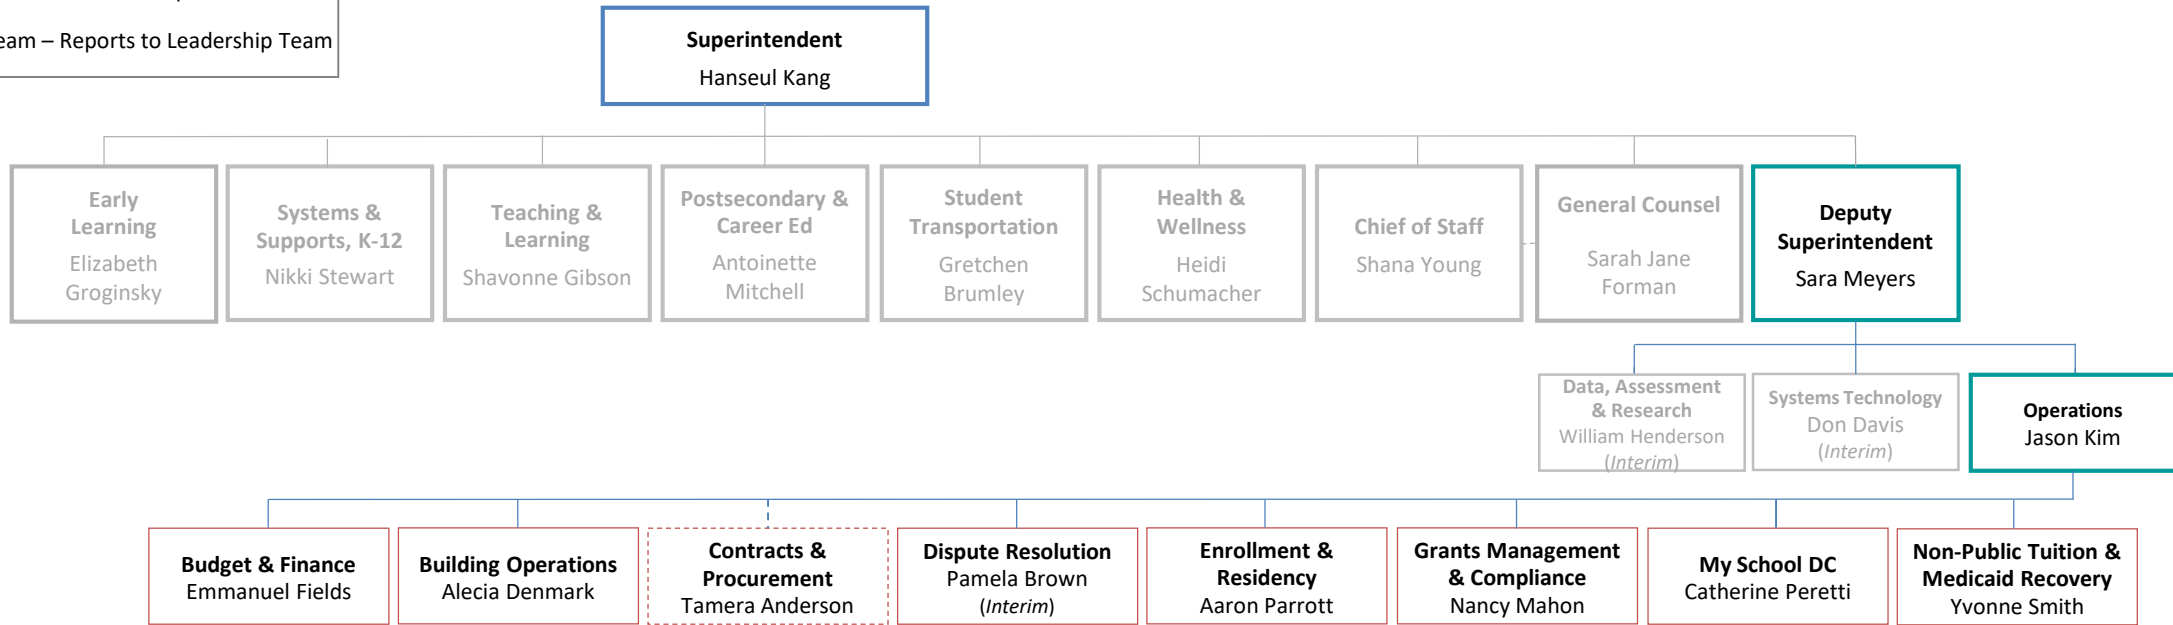 – Reports to Leadership Team
Superintendent
Hanseul Kang
Early
Learning
Elizabeth
Groginsky
Systems &
Supports, K-12
Nikki Stewart
Teaching &
Learning
Shavonne Gibson
Postsecondary &
Career Ed
Antoinette
Mitchell
Student
Transportation
Gretchen
Brumley
Health &
Wellness
Heidi
Schumacher
Chief of Staff
Shana Young
General Counsel
Sarah Jane
Forman
Deputy
Superintendent
Sara Meyers
Data, Assessment
& Research
William Henderson
(Interim)
Systems Technology
Don Davis
(Interim)
Operations
Jason Kim
Budget & Finance
Emmanuel Fields
Building Operations
Alecia Denmark
Contracts &
Procurement
Tamera Anderson
Dispute Resolution
Pamela Brown
(Interim)
Enrollment &
Residency
Aaron Parrott
Grants Management
& Compliance
Nancy Mahon
My School DC
Catherine Peretti
Non-Public Tuition &
Medicaid Recovery
Yvonne Smith